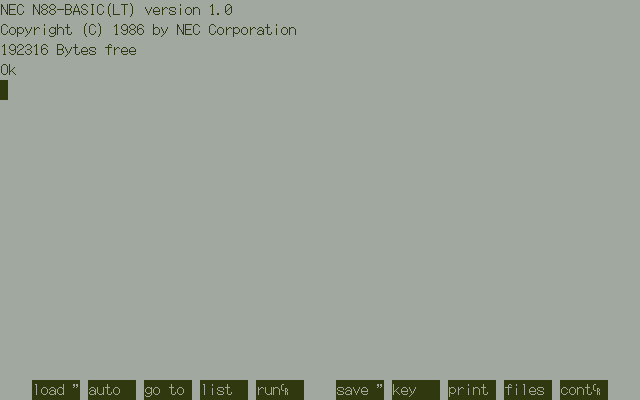 NEC N88-BASIC(LT) version 1.0
Copyright (C) 1986 by NEC Corporation
192316 Bytes free
Ok
load " auto go to list run␍ save " key print files cont␍